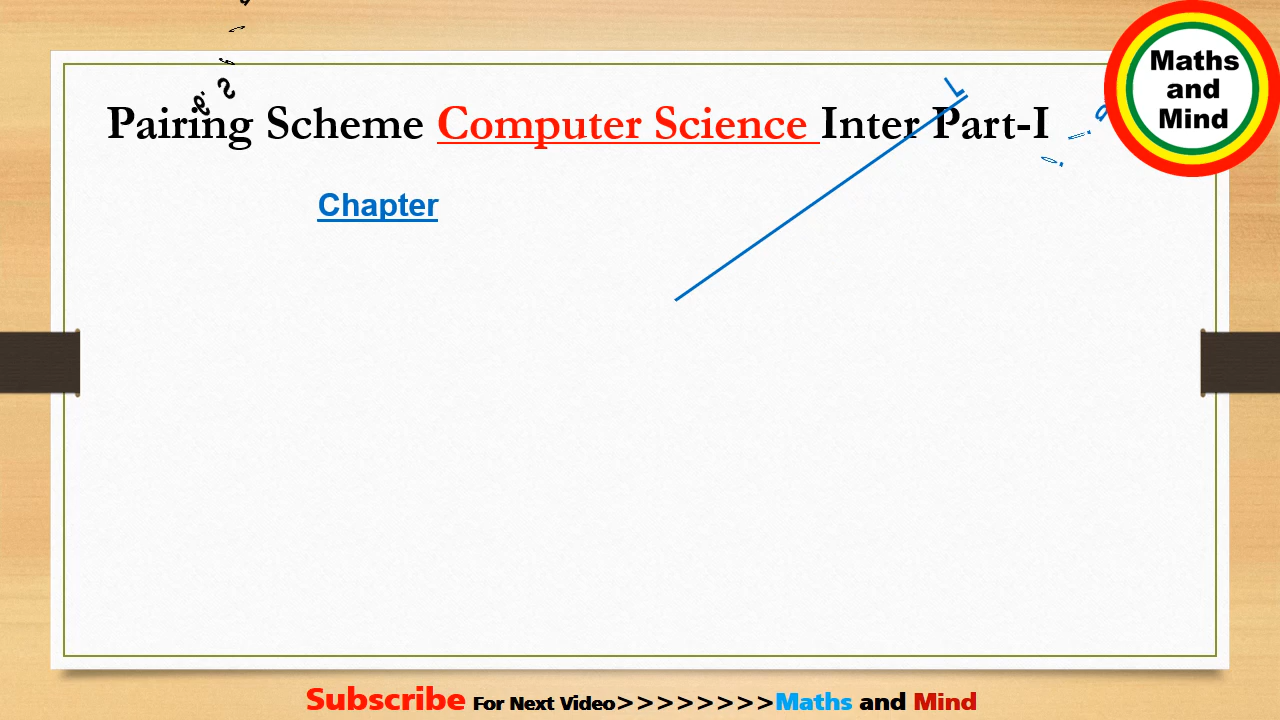 Maths
and
Mind
Pairing Scheme Computer Science Inter Part-I
Chapter
Subscribe For Next Video>>>>>>>>Maths and Mind